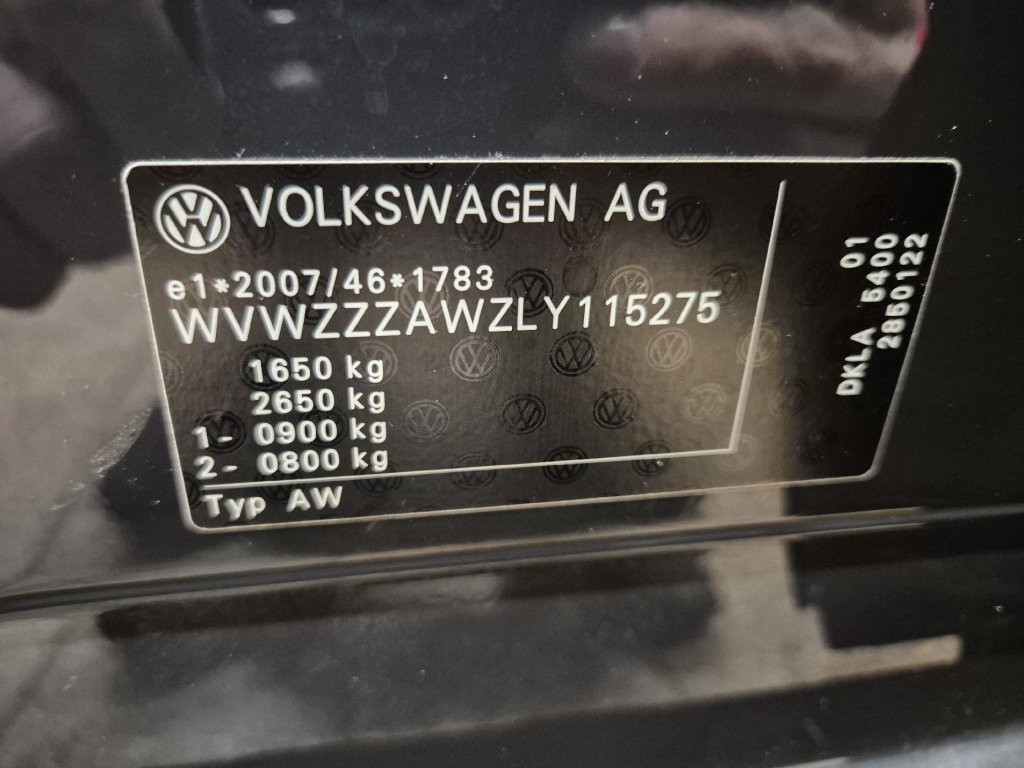 VOLKSWAGEN AG
e1*2007/46*1783
WVWZZZAWZLY115275
1650 kg
2650 kg
1- 0900 kg
2- 0800 kg
Typ AW
DKLA 5400 01
2850122